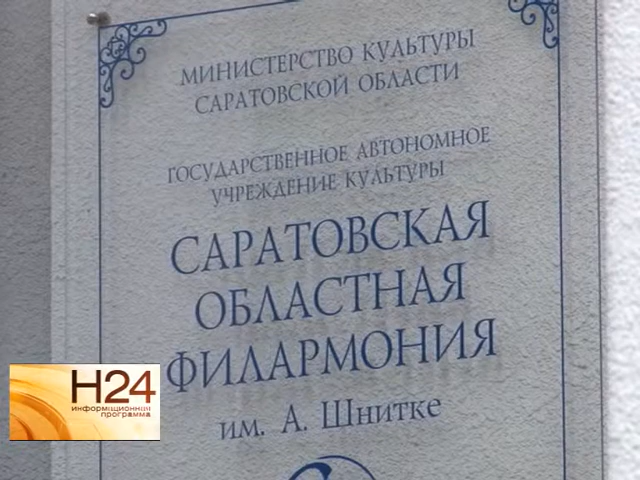 МИНИСТЕРСТВО КУЛЬТУРЫ
САРАТОВСКОЙ ОБЛАСТИ
ГОСУДАРСТВЕННОЕ АВТОНОМНОЕ
УЧРЕЖДЕНИЕ КУЛЬТУРЫ
САРАТОВСКАЯ
ОБЛАСТНАЯ
ФИЛАРМОНИЯ
им. А. Шнитке
Н24
информационная
программа